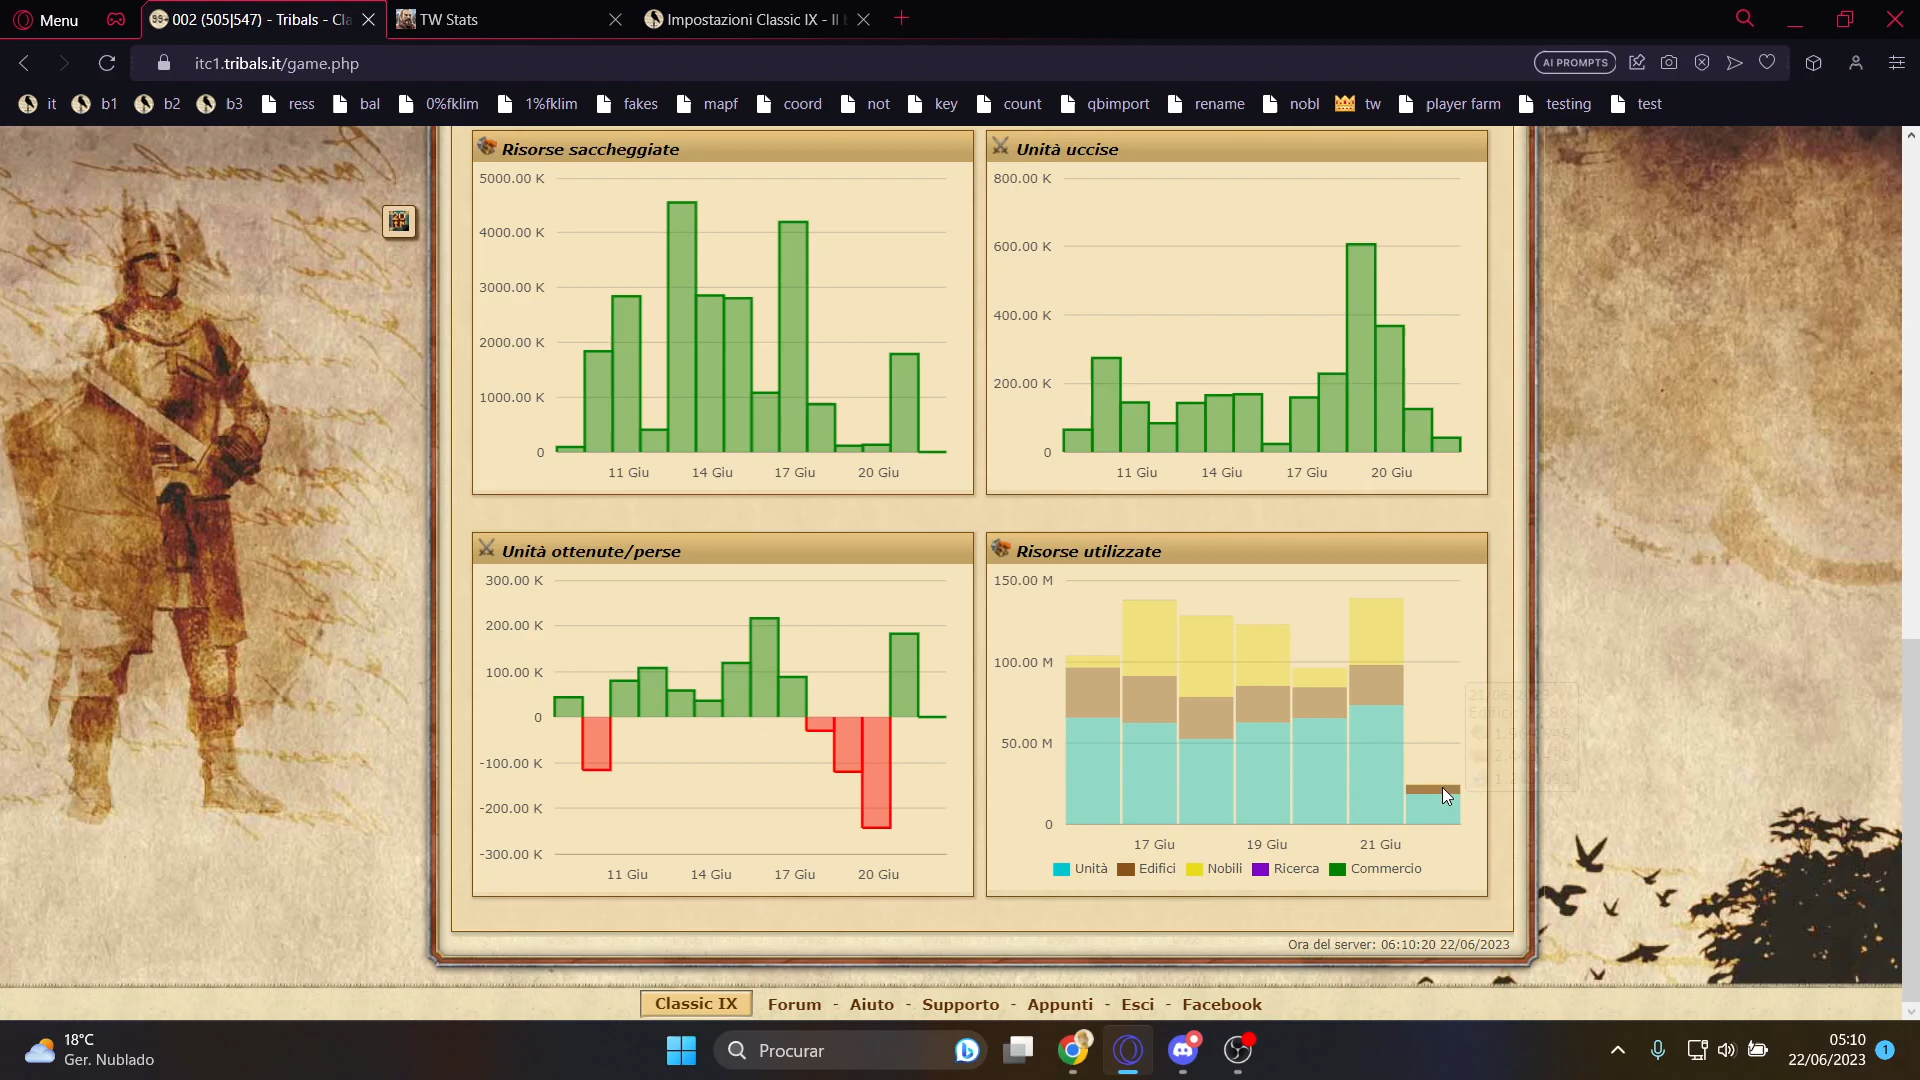 Menu
002 (505|547) - Tribals - Cla
TW Stats
Impostazioni Classic IX - Il b
itc1.tribals.it/game.php
AI PROMPTS
it b1 b2 b3 ress bal 0%fklim 1%fklim fakes mapf coord not key count qbimport rename nobl tw player farm testing test
Risorse saccheggiate
5000.00 K
4000.00 K
3000.00 K
2000.00 K
1000.00 K
0
11 Giu 14 Giu 17 Giu 20 Giu
Unità uccise
800.00 K
600.00 K
400.00 K
200.00 K
0
11 Giu 14 Giu 17 Giu 20 Giu
Unità ottenute/perse
300.00 K
200.00 K
100.00 K
0
-100.00 K
-200.00 K
-300.00 K
11 Giu 14 Giu 17 Giu 20 Giu
Risorse utilizzate
150.00 M
100.00 M
50.00 M
0
17 Giu 19 Giu 21 Giu
Unità Edifici Nobili Ricerca Commercio
Ora del server: 06:10:20 22/06/2023
Classic IX Forum - Aiuto - Supporto - Appunti - Esci - Facebook
18°C
Ger. Nublado
Procurar
05:10
22/06/2023
1